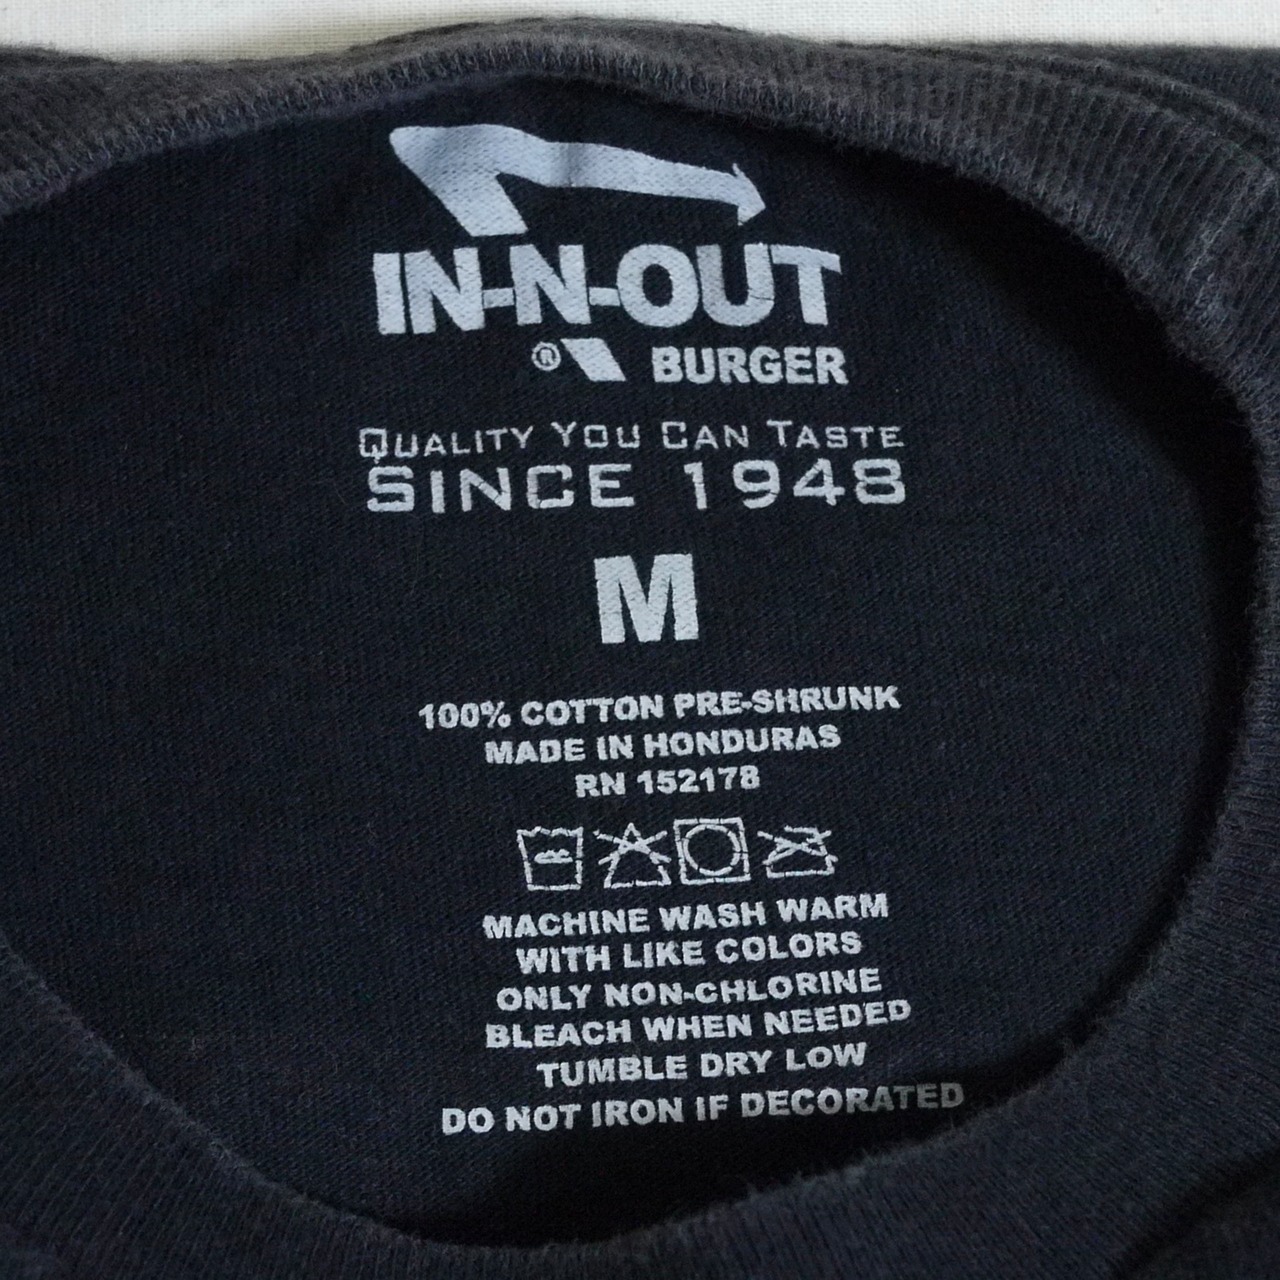 IN-N-OUT
® BURGER
QUALITY YOU CAN TASTE
SINCE 1948
M
100% COTTON PRE-SHRUNK
MADE IN HONDURAS
RN 152178
MACHINE WASH WARM
WITH LIKE COLORS
ONLY NON-CHLORINE
BLEACH WHEN NEEDED
TUMBLE DRY LOW
DO NOT IRON IF DECORATED